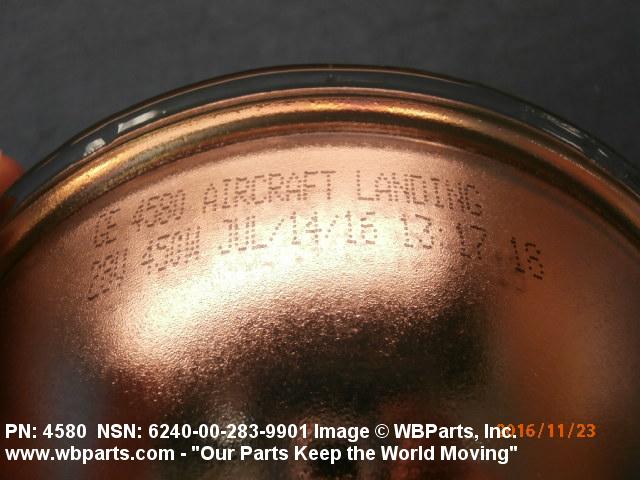 CE 4580 AIRCRAFT LANDING
28V 450W JUL/14/16 13:17 18
PN: 4580 NSN: 6240-00-283-9901 Image © WBParts, Inc.
2016/11/23
www.wbparts.com - "Our Parts Keep the World Moving"